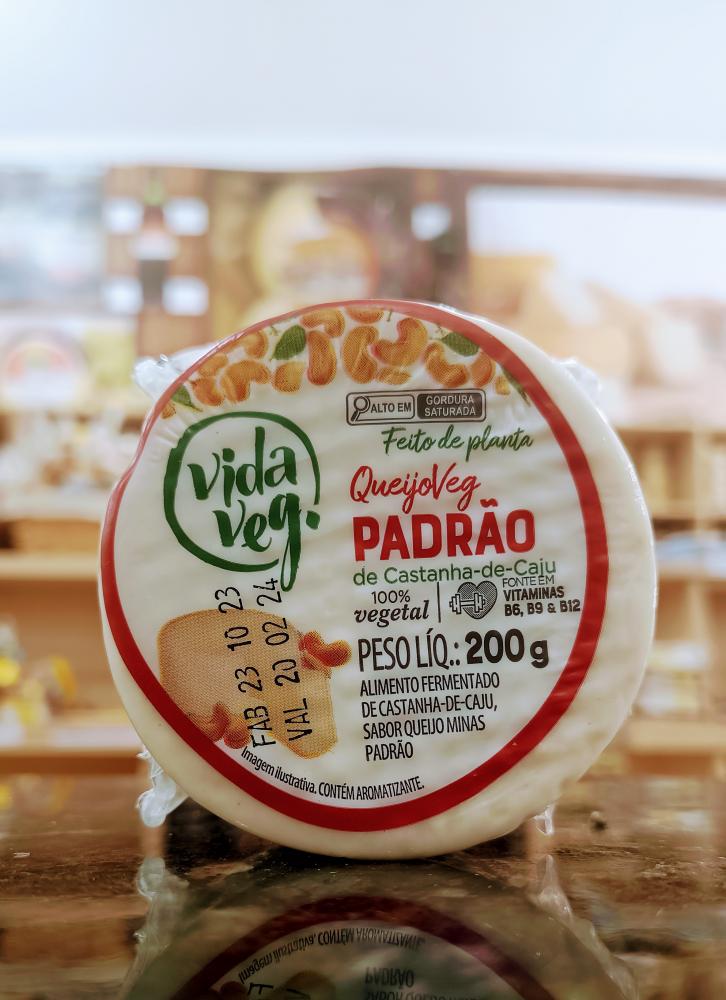 ALTO EM
GORDURA
SATURADA
Feito de planta
vida
veg.
QueijoVeg
PADRÃO
de Castanha-de-Caju
100%
vegetal
FONTE EM
VITAMINAS
B6, B9 & B12
PESO LÍQ.: 200 g
ALIMENTO FERMENTADO
DE CASTANHA-DE-CAJU,
SABOR QUEIJO MINAS
PADRÃO
FAB 23 10 23
VAL 20 02 24
Imagem ilustrativa. CONTÉM AROMATIZANTE.